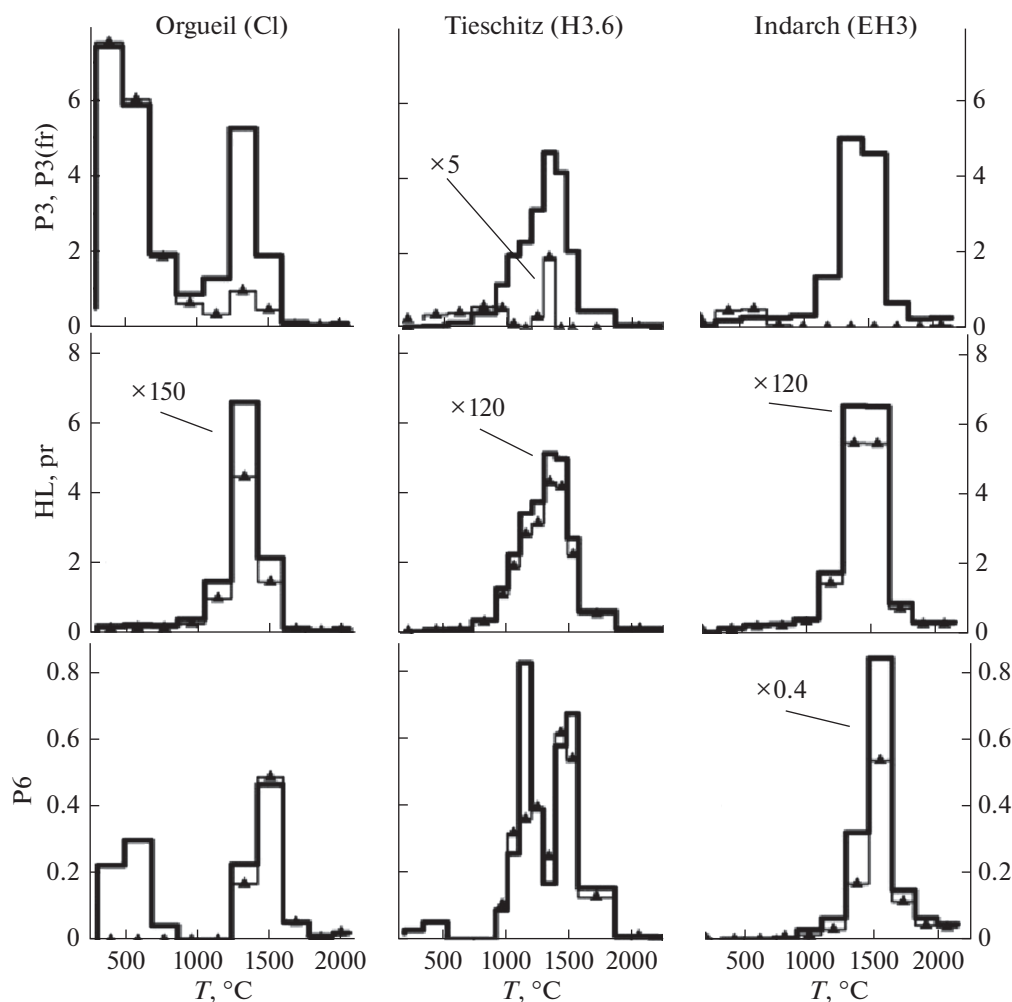 Orgueil (Cl) Tieschitz (H3.6) Indarch (EH3)
P3, P3(fr)
6 4 2 0
×5
6 4 2 0
HL, pr
8 6 4 2 0
×150
×120
×120
8 6 4 2 0
P6
0.8 0.6 0.4 0.2 0
×0.4
0.8 0.6 0.4 0.2 0
500 1000 1500 2000 500 1000 1500 2000 500 1000 1500 2000
T, °C T, °C T, °C